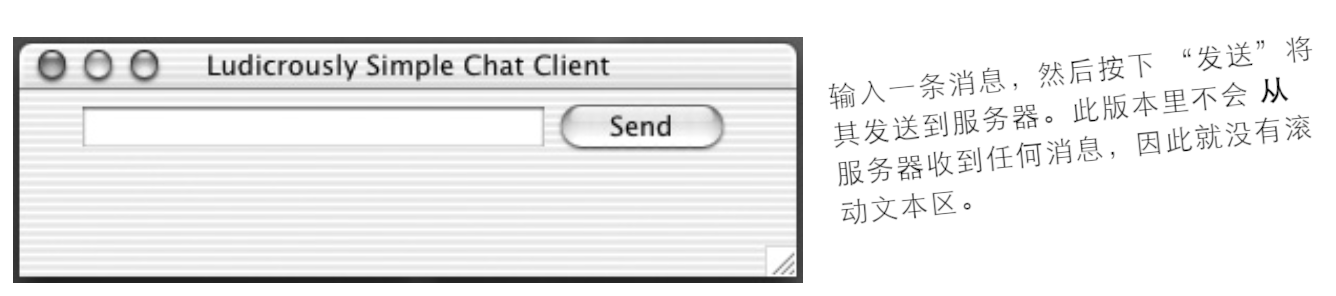 Ludicrously Simple Chat Client
Send
输入一条消息，然后按下 “发送” 将
其发送到服务器。此版本里不会 从
服务器收到任何消息，因此就没有滚
动文本区。